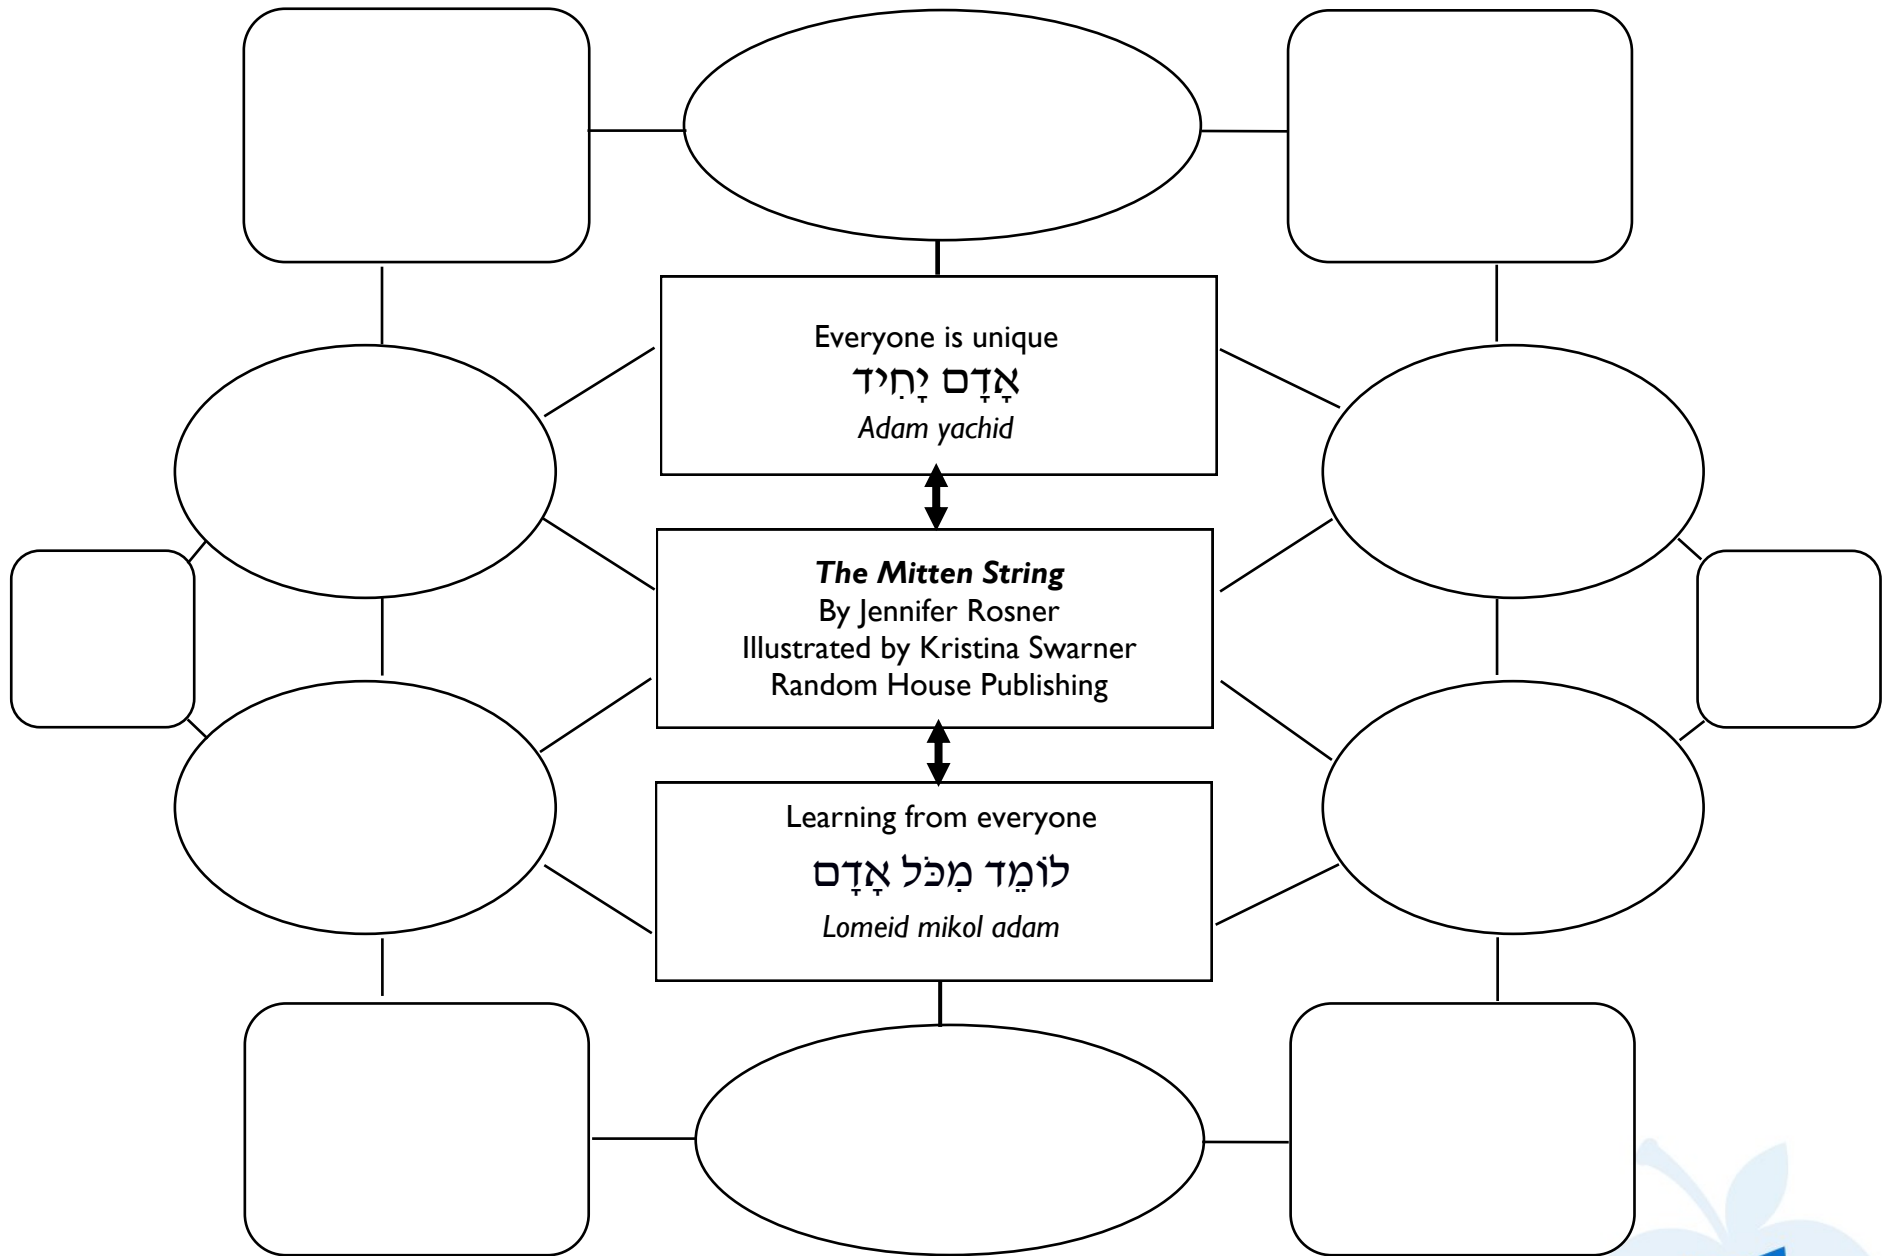 Everyone is unique
אָדָם יָחִיד
Adam yachid
The Mitten String
By Jennifer Rosner
Illustrated by Kristina Swarner
Random House Publishing
Learning from everyone
לוֹמֵד מִכֹּל אָדָם
Lomeid mikol adam